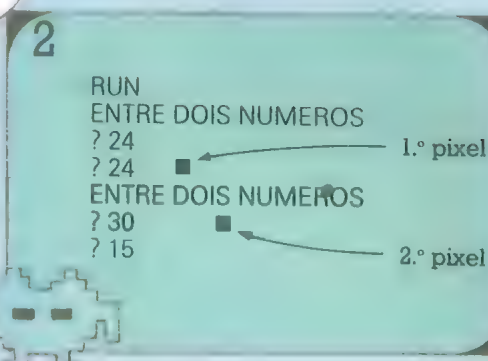 2
RUN
ENTRE DOIS NUMEROS
? 24
? 24
1.º pixel
ENTRE DOIS NUMEROS
? 30
? 15
2.º pixel